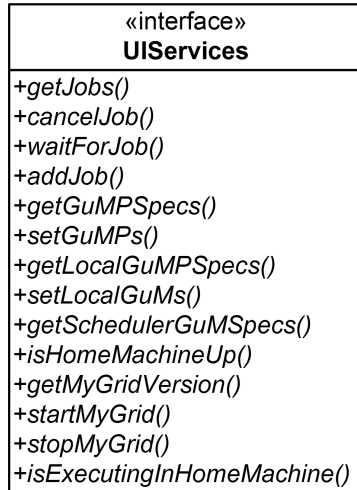 «interface»
UIServices
+getJobs()
+cancelJob()
+waitForJob()
+addJob()
+getGuMPSpecs()
+setGuMPs()
+getLocalGuMPSpecs()
+setLocalGuMs()
+getSchedulerGuMSpecs()
+isHomeMachineUp()
+getMyGridVersion()
+startMyGrid()
+stopMyGrid()
+isExecutingInHomeMachine()